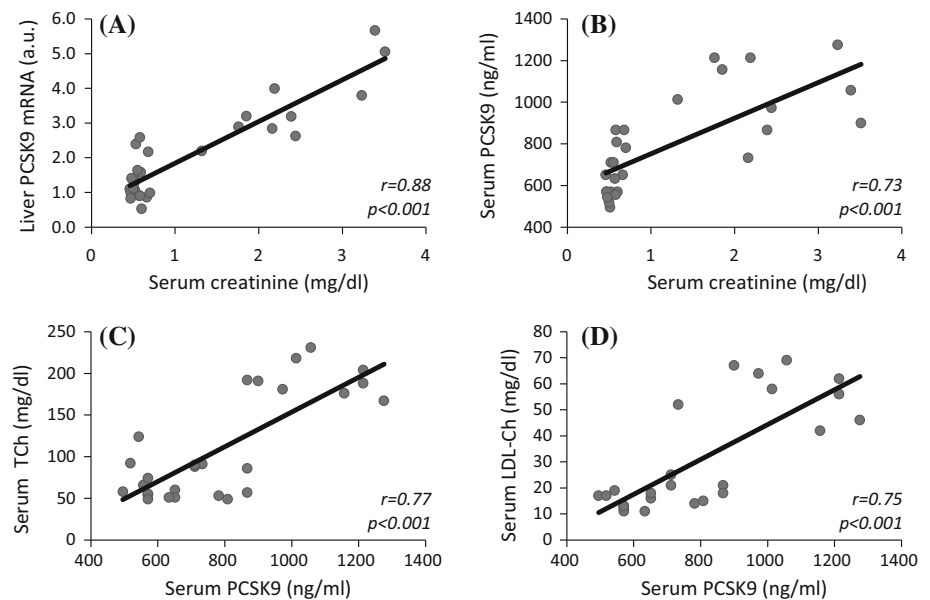 (A)
Liver PCSK9 mRNA (a.u.)
6.0
5.0
4.0
3.0
2.0
1.0
0.0
r=0.88
p<0.001
0 1 2 3 4
Serum creatinine (mg/dl)
(B)
Serum PCSK9
(ng/ml)
1400
1200
1000
800
600
400
r=0.73
p<0.001
0 1 2 3 4
Serum creatinine (mg/dl)
(C)
Serum TCh (mg/dl)
250
200
150
100
50
0
r=0.77
p<0.001
400 600 800 1000 1200 1400
Serum PCSK9 (ng/ml)
(D)
Serum LDL-Ch (mg/dl)
80
70
60
50
40
30
20
10
0
r=0.75
p<0.001
400 600 800 1000 1200 1400
Serum PCSK9 (ng/ml)